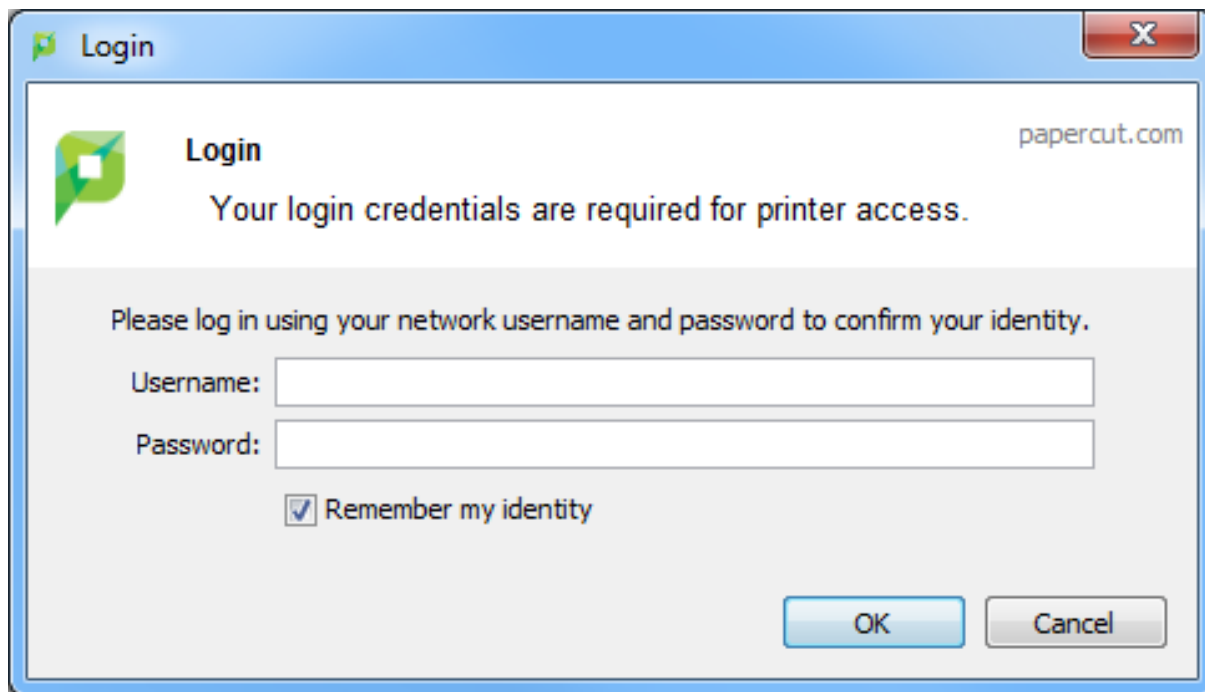 Login
papercut.com
Login
Your login credentials are required for printer access.
Please log in using your network username and password to confirm your identity.
Username:
Password:
Remember my identity
OK Cancel